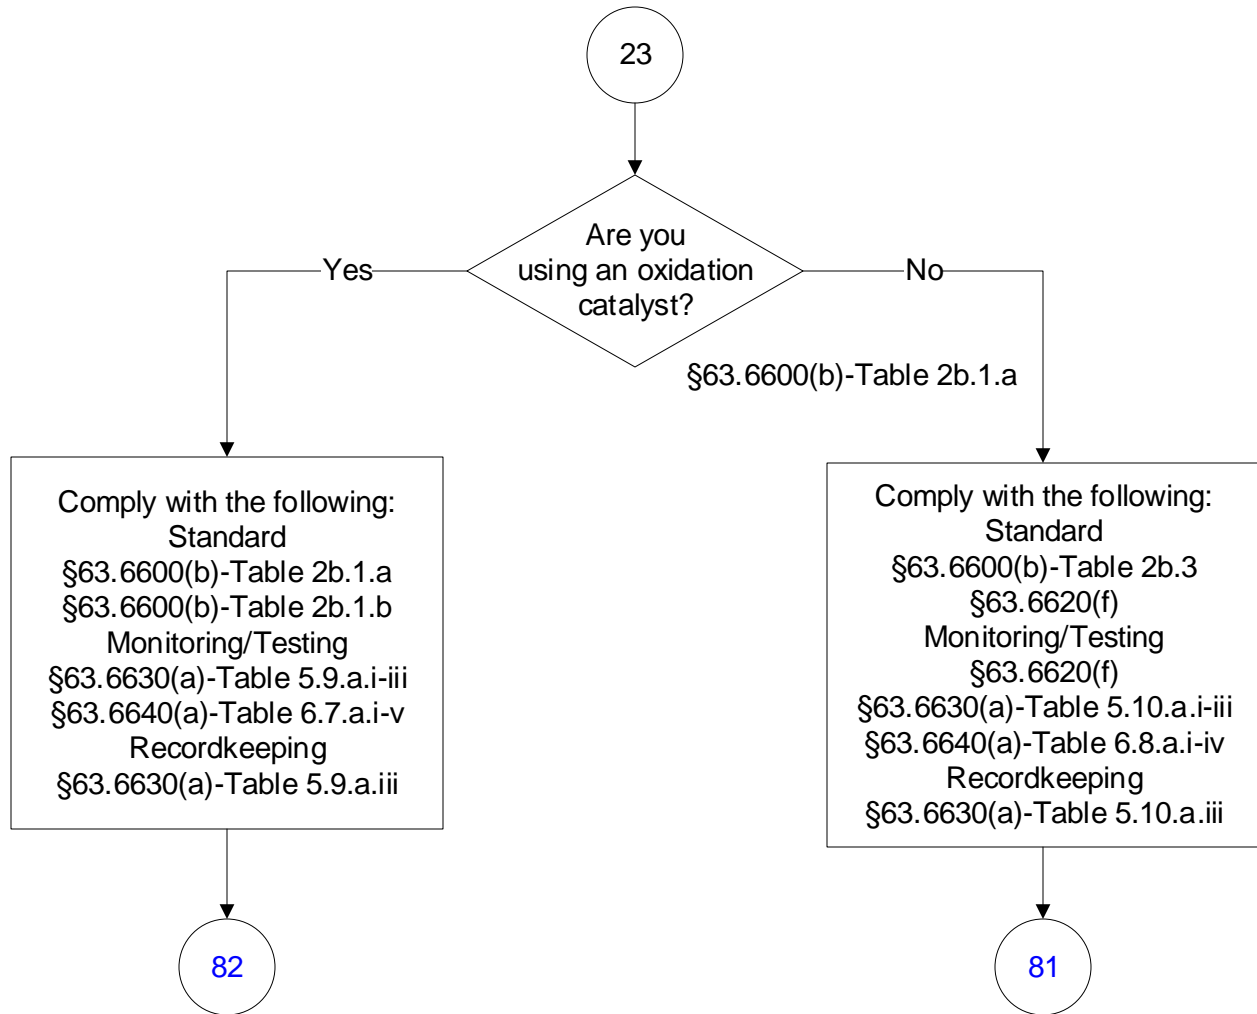 23
Are you
using an oxidation
catalyst?
Yes
No
§63.6600(b)-Table 2b.1.a
Comply with the following:
Standard
§63.6600(b)-Table 2b.1.a
§63.6600(b)-Table 2b.1.b
Monitoring/Testing
§63.6630(a)-Table 5.9.a.i-iii
§63.6640(a)-Table 6.7.a.i-v
Recordkeeping
§63.6630(a)-Table 5.9.a.iii
Comply with the following:
Standard
§63.6600(b)-Table 2b.3
§63.6620(f)
Monitoring/Testing
§63.6620(f)
§63.6630(a)-Table 5.10.a.i-iii
§63.6640(a)-Table 6.8.a.i-iv
Recordkeeping
§63.6630(a)-Table 5.10.a.iii
82
81